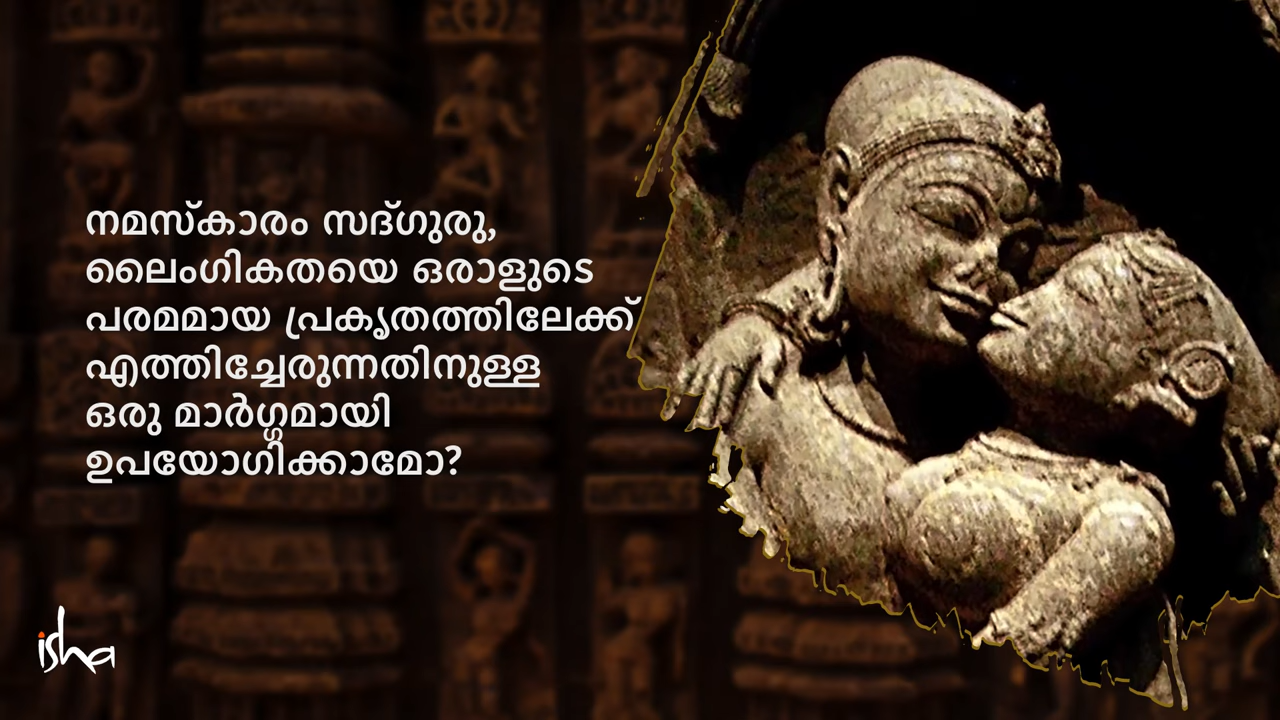 നമസ്കാരം സദ്ഗുരു,
ലൈംഗികതയെ ഒരാളുടെ
പരമമായ പ്രകൃതത്തിലേക്ക്
എത്തിച്ചേരുന്നതിനുള്ള
ഒരു മാർഗ്ഗമായി
ഉപയോഗിക്കാമോ?
isha